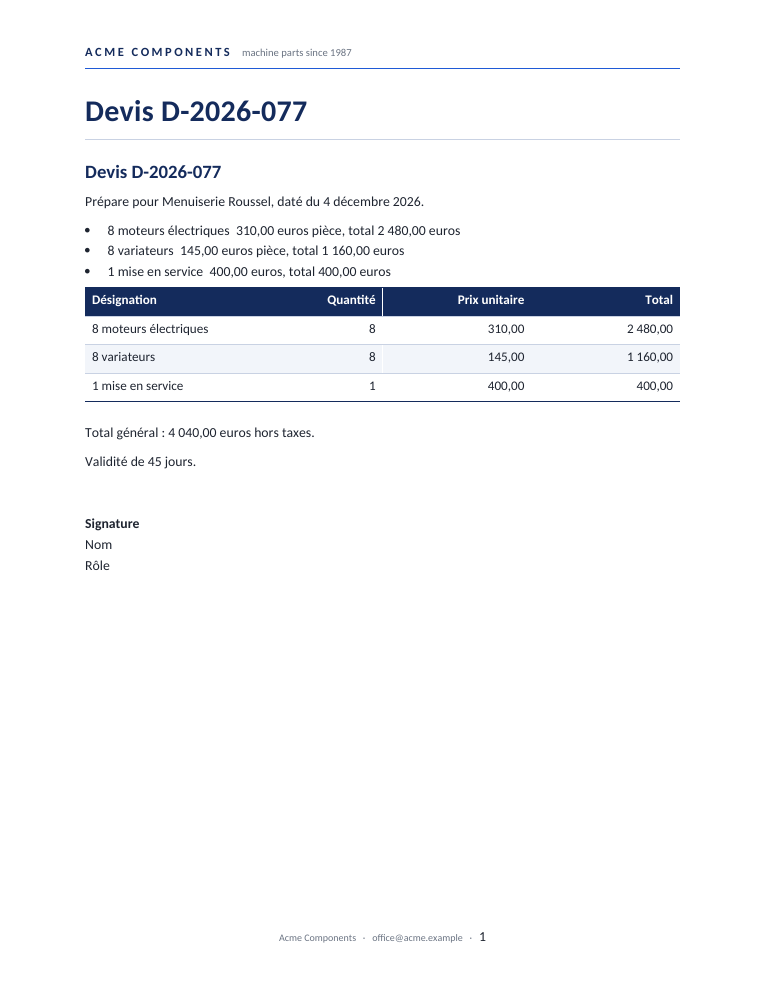 ACME COMPONENTS machine parts since 1987
Devis D-2026-077
Devis D-2026-077
Prépare pour Menuiserie Roussel, daté du 4 décembre 2026.
• 8 moteurs électriques 310,00 euros pièce, total 2 480,00 euros
• 8 variateurs 145,00 euros pièce, total 1 160,00 euros
• 1 mise en service 400,00 euros, total 400,00 euros
Désignation Quantité Prix unitaire Total
8 moteurs électriques 8 310,00 2 480,00
8 variateurs 8 145,00 1 160,00
1 mise en service 1 400,00 400,00
Total général : 4 040,00 euros hors taxes.
Validité de 45 jours.
Signature
Nom
Rôle
Acme Components · office@acme.example · 1